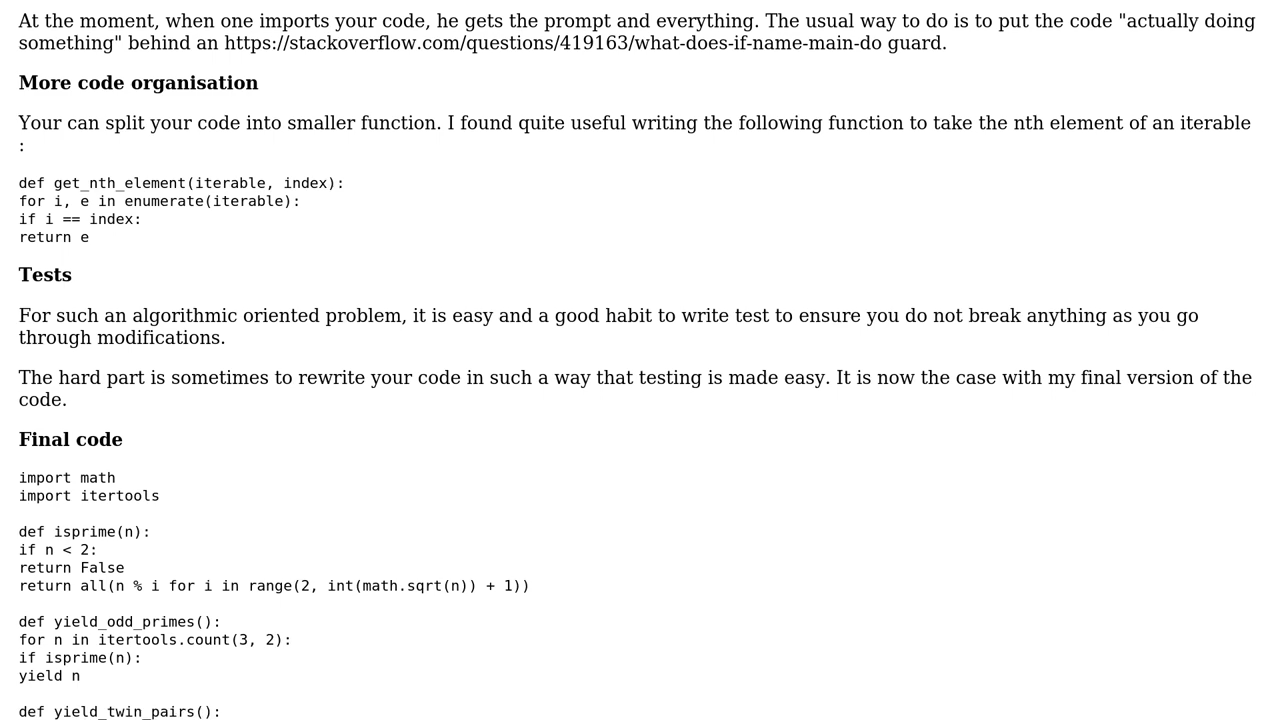 At the moment, when one imports your code, he gets the prompt and everything. The usual way to do is to put the code "actually doing
something" behind an https://stackoverflow.com/questions/419163/what-does-if-name-main-do guard.
More code organisation
Your can split your code into smaller function. I found quite useful writing the following function to take the nth element of an iterable
:
def get_nth_element(iterable, index):
for i, e in enumerate(iterable):
if i == index:
return e
Tests
For such an algorithmic oriented problem, it is easy and a good habit to write test to ensure you do not break anything as you go
through modifications.
The hard part is sometimes to rewrite your code in such a way that testing is made easy. It is now the case with my final version of the
code.
Final code
import math
import itertools
def isprime(n):
if n < 2:
return False
return all(n % i for i in range(2, int(math.sqrt(n)) + 1))
def yield_odd_primes():
for n in itertools.count(3, 2):
if isprime(n):
yield n
def yield_twin_pairs():